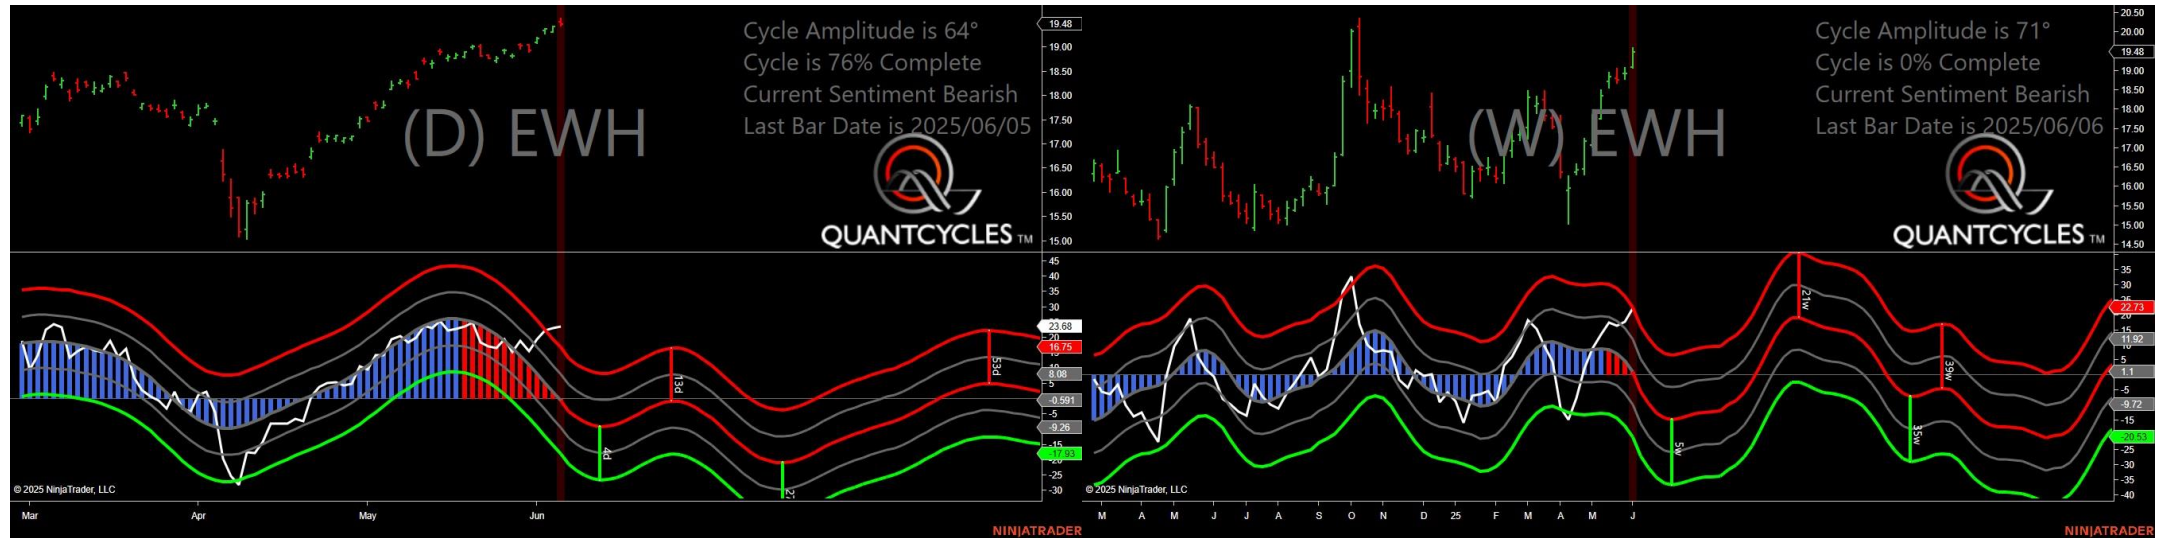 Cycle Amplitude is 64°
Cycle is 76% Complete
Current Sentiment Bearish
Last Bar Date is 2025/06/05
(D) EWH
QUANTCYCLES TM
19.48
19.00
18.50
18.00
17.50
17.00
16.50
16.00
15.50
15.00
45
40
35
30
23.68
16.75
8.08
5
-0.591
-5
-9.26
-15
-17.93
-25
-30
4d
13d
53d
© 2025 NinjaTrader, LLC
Mar
Apr
May
Jun
NINJATRADER
Cycle Amplitude is 71°
Cycle is 0% Complete
Current Sentiment Bearish
Last Bar Date is 2025/06/06
(W) EWH
QUANTCYCLES TM
20.50
20.00
19.48
19.00
18.50
18.00
17.50
17.00
16.50
16.00
15.50
15.00
14.50
35
30
22.73
15
11.92
5
1.1
-5
-9.72
-15
-20.53
-25
-30
-35
-40
5w
21w
35w
39w
© 2025 NinjaTrader, LLC
M A M J J A S O N D 25 F M A M J
NINJATRADER